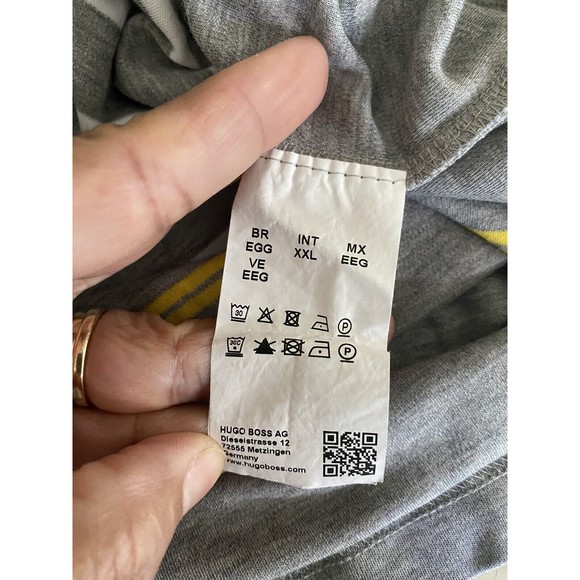 BR INT MX
EGG XXL EEG
VE
EEG
30
30C
P
P
HUGO BOSS AG
Dieselstrasse 12
72555 Metzingen
Germany
www.hugoboss.com